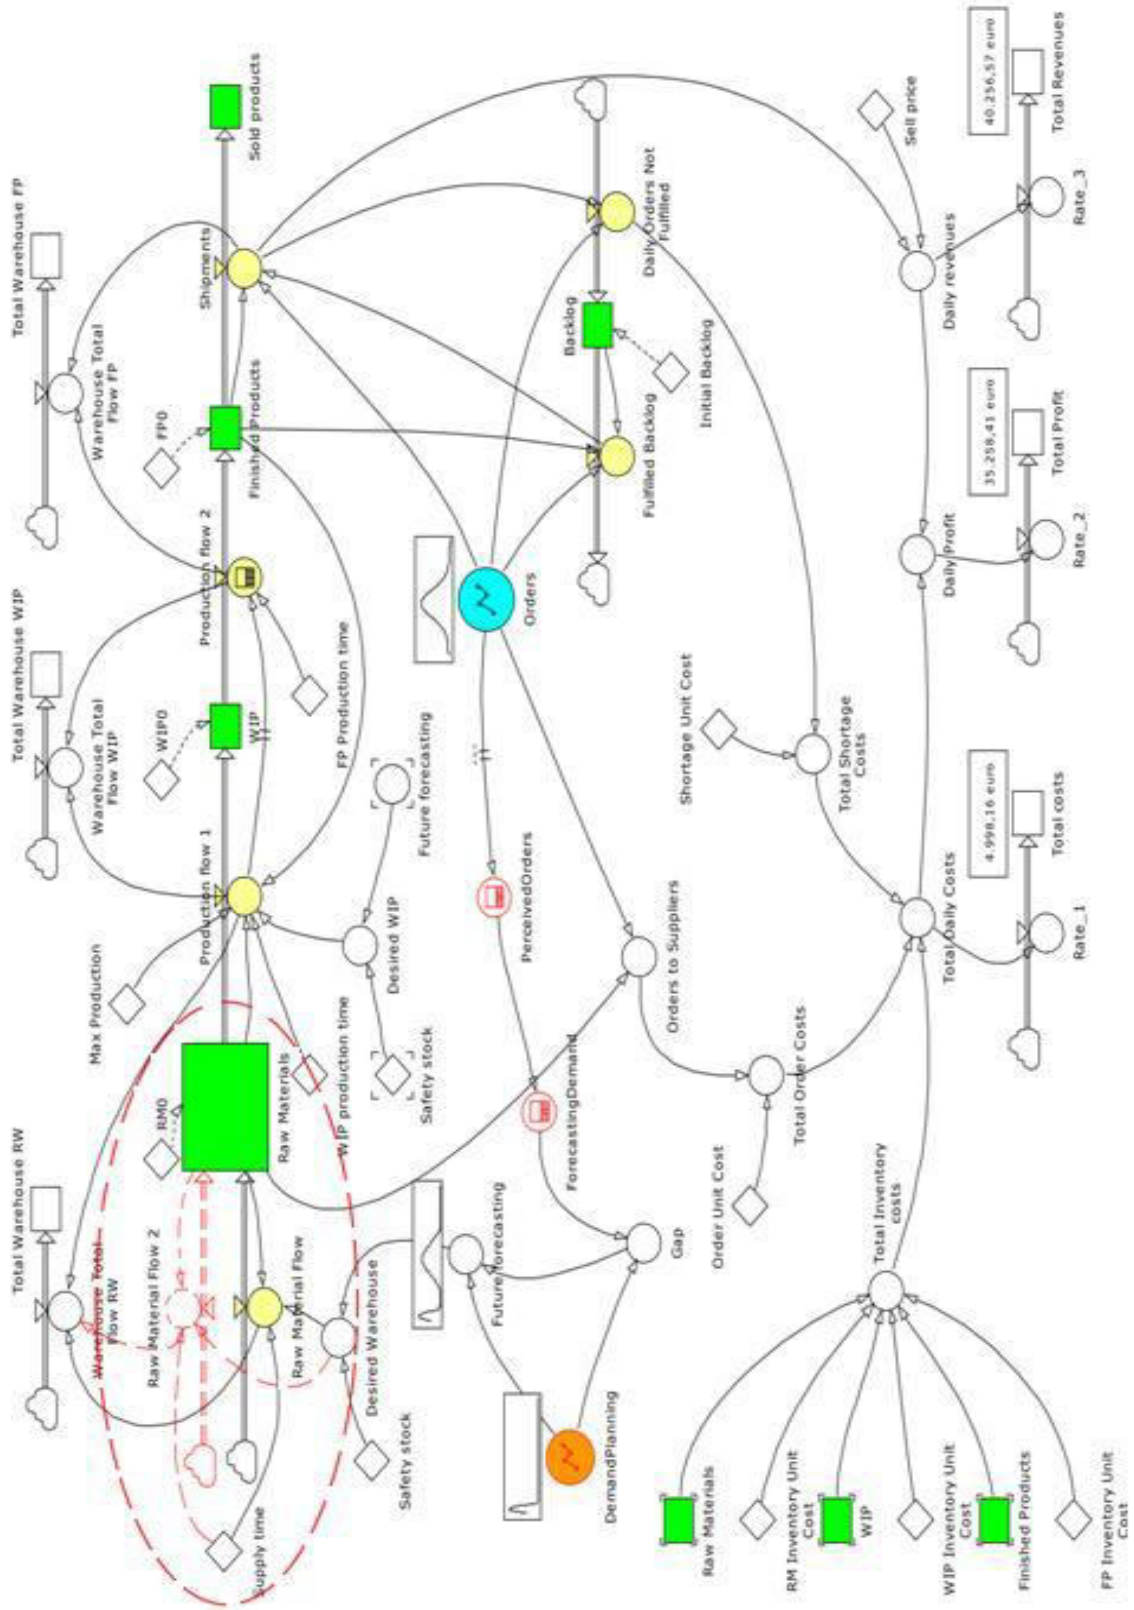 Total Warehouse RW
Total Warehouse WIP
Total Warehouse FP
Warehouse Total
Flow RW
Warehouse Total
Flow WIP
Warehouse Total
Flow FP
Max Production
Raw Material Flow 2
RM0
WIP0
FP0
Production flow 1
Production flow 2
Shipments
Sold products
Raw Material Flow
Raw Materials
WIP
Finished Products
Supply time
WIP production time
FP Production time
Desired Warehouse
Safety stock
Safety stock
Desired WIP
Future forecasting
Future forecasting
DemandPlanning
Gap
ForecastingDemand
PerceivedOrders
Orders
Backlog
Fulfilled Backlog
Daily Orders Not
Fulfilled
Initial Backlog
Orders to Suppliers
Shortage Unit Cost
Order Unit Cost
Total Order Costs
Total Shortage
Costs
Sell price
Raw Materials
RM Inventory Unit
Cost
WIP
WIP Inventory Unit
Cost
Finished Products
FP Inventory Unit
Cost
Total Inventory
costs
Total Daily Costs
Daily Profit
Daily revenues
4.998,16 euro
35.258,41 euro
40.256,57 euro
Total costs
Total Profit
Total Revenues
Rate_1
Rate_2
Rate_3